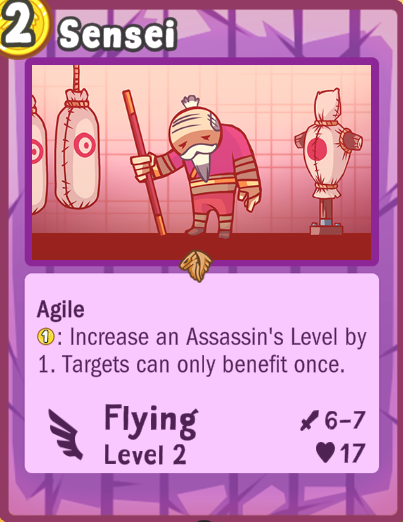 2 Sensei
Agile
1: Increase an Assassin's Level by
1. Targets can only benefit once.
Flying
6-7
Level 2
17